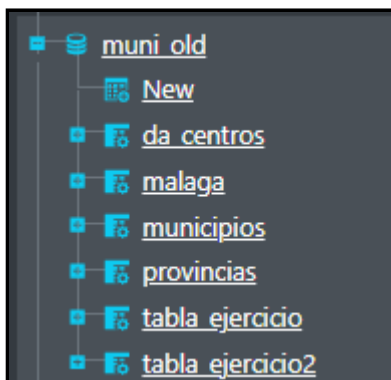 muni_old
New
da_centros
malaga
municipios
provincias
tabla_ejercicio
tabla_ejercicio2